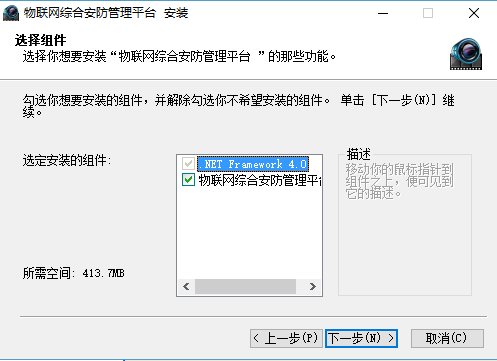 物联网综合安防管理平台 安装
选择组件
选择你想要安装“物联网综合安防管理平台 ”的那些功能。
勾选你想要安装的组件，并解除勾选你不希望安装的组件。 单击 [下一步(N)] 继
续。
选定安装的组件:
.NET Framework 4.0
物联网综合安防管理平台
描述
移动你的鼠标指针到
组件之上，便可见到
它的描述。
所需空间: 413.7MB
< 上一步(P)
下一步(N) >
取消(C)